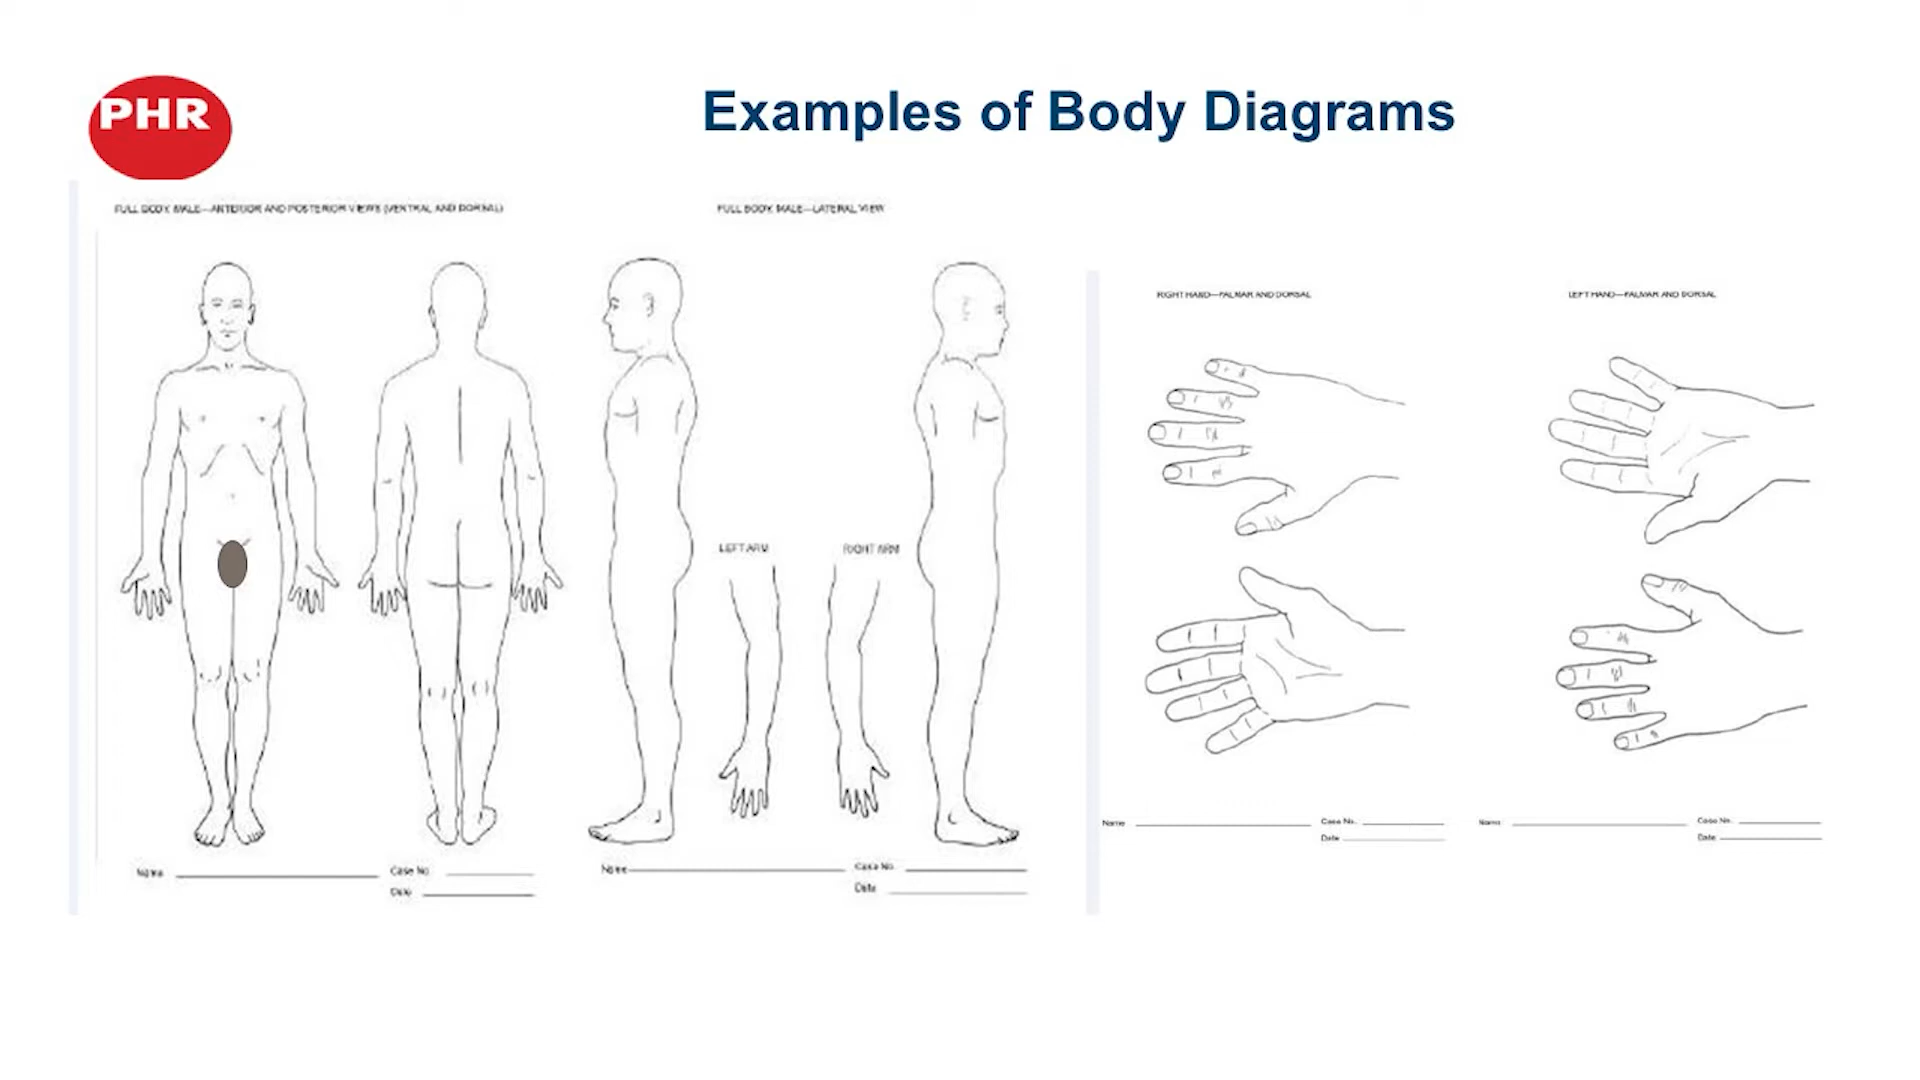 PHR
Examples of Body Diagrams
FULL BODY, MALE—ANTERIOR AND POSTERIOR VIEWS (VENTRAL AND DORSAL)
FULL BODY, MALE—LATERAL VIEW
LEFT ARM
RIGHT ARM
Name
Case No.
Date
Name
Case No.
Date
RIGHT HAND—PALMAR AND DORSAL
LEFT HAND—PALMAR AND DORSAL
Name
Case No.
Date
Name
Case No.
Date